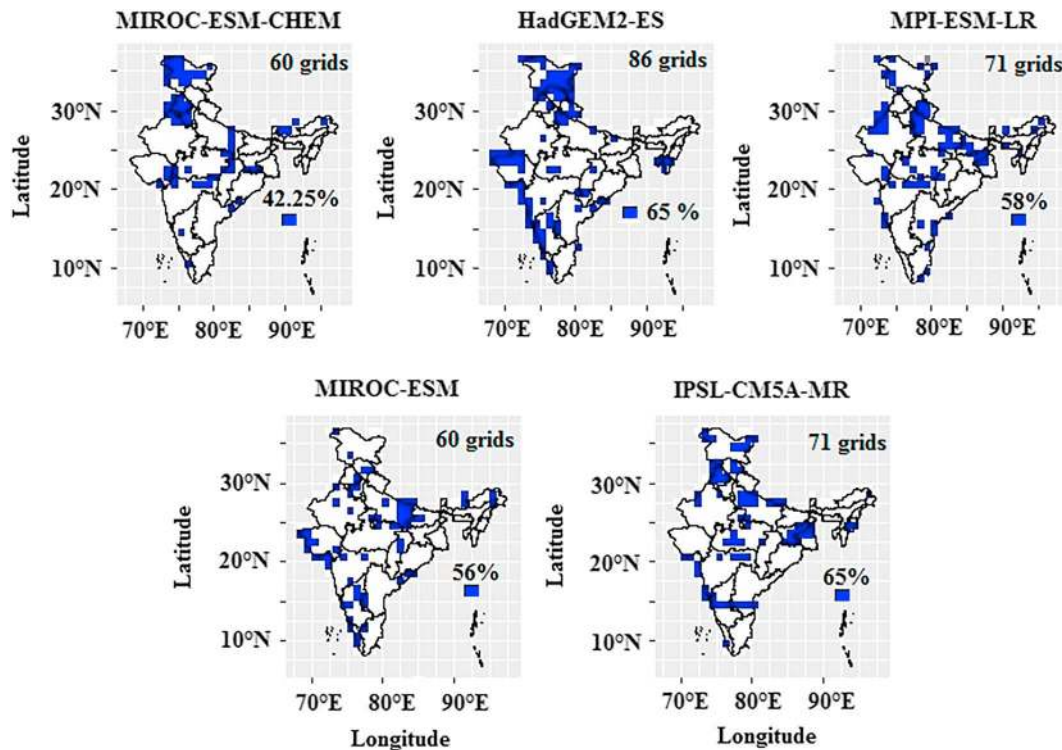 MIROC-ESM-CHEM
60 grids
30°N
20°N
10°N
Latitude
42.25%
70°E 80°E 90°E
HadGEM2-ES
86 grids
Latitude
65 %
70°E 80°E 90°E
MPI-ESM-LR
71 grids
30°N
20°N
10°N
Latitude
58%
70°E 80°E 90°E
MIROC-ESM
60 grids
30°N
20°N
10°N
Latitude
56%
70°E 80°E 90°E
Longitude
IPSL-CM5A-MR
71 grids
30°N
20°N
10°N
Latitude
65%
70°E 80°E 90°E
Longitude